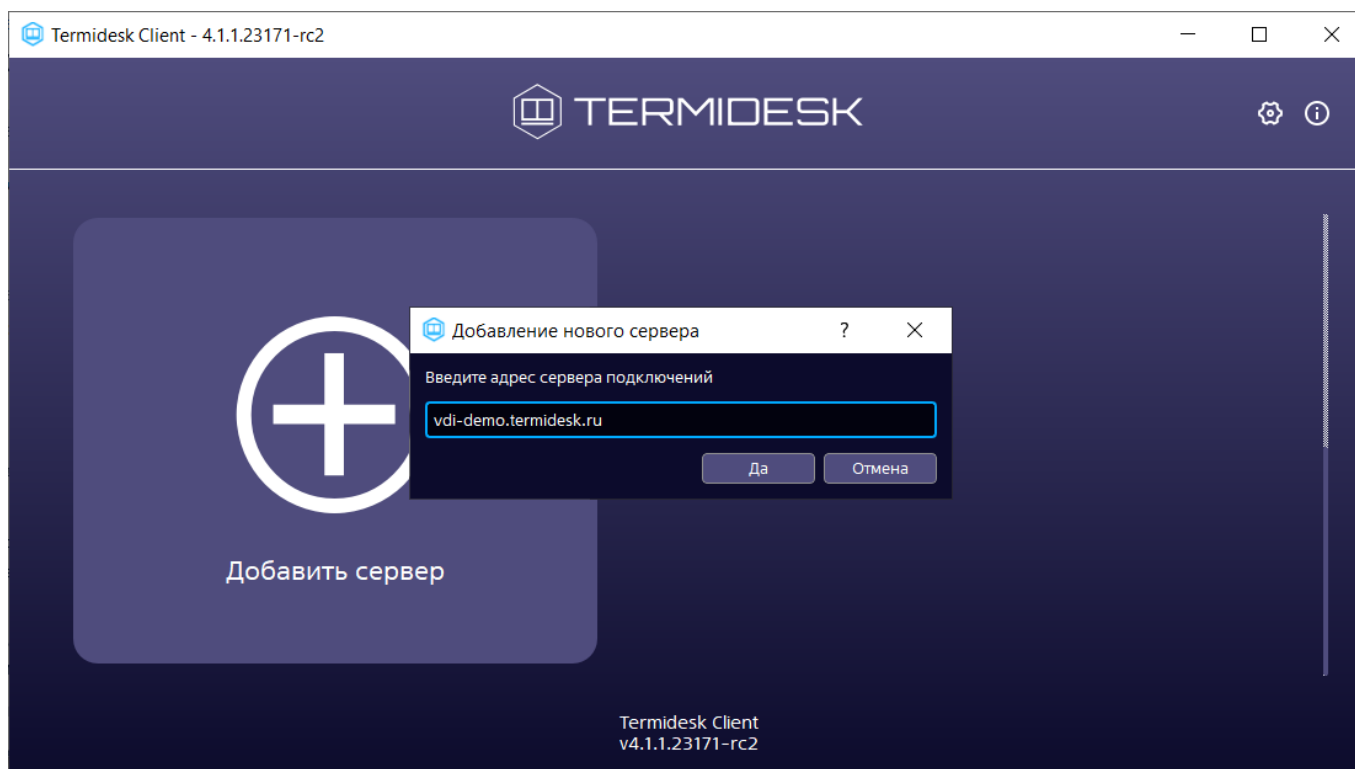 Termidesk Client - 4.1.1.23171-rc2
TERMIDESK
Добавление нового сервера
Введите адрес сервера подключений
vdi-demo.termidesk.ru
Да
Отмена
Добавить сервер
Termidesk Client
v4.1.1.23171-rc2